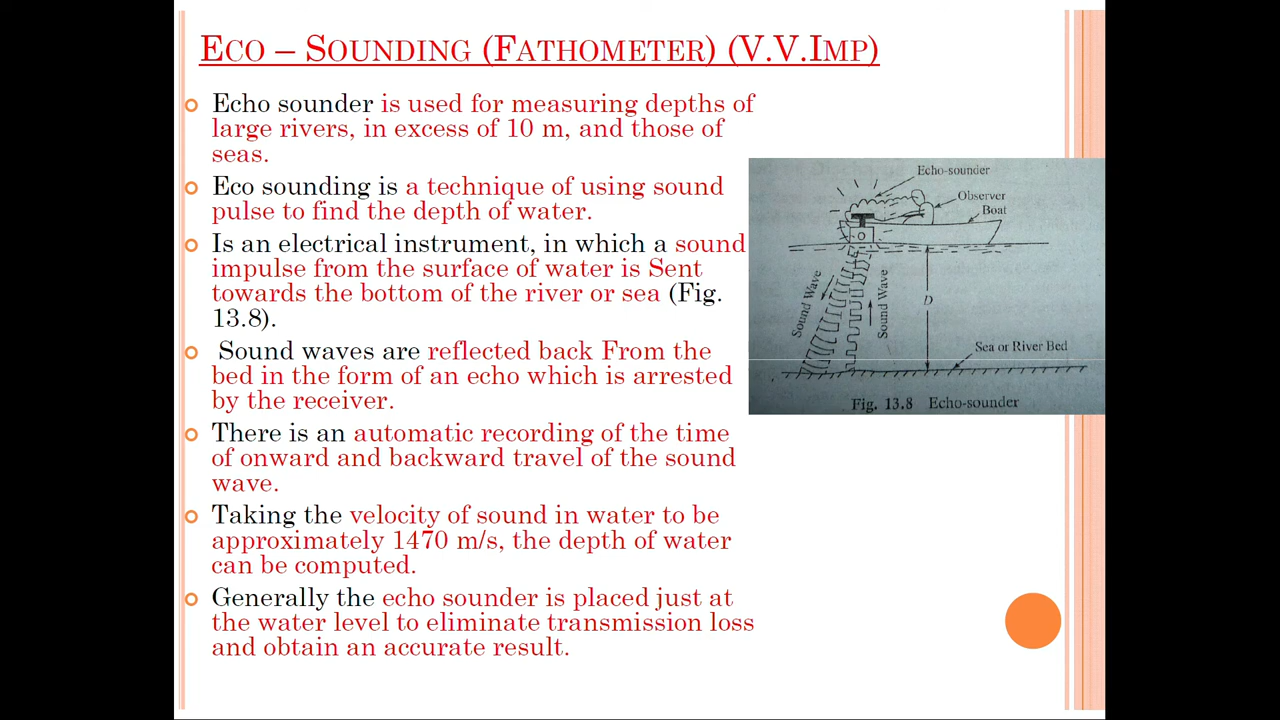 ECO – SOUNDING (FATHOMETER) (V.V.IMP)
Echo sounder is used for measuring depths of
large rivers, in excess of 10 m, and those of
seas.
Eco sounding is a technique of using sound
pulse to find the depth of water.
Is an electrical instrument, in which a sound
impulse from the surface of water is Sent
towards the bottom of the river or sea (Fig.
13.8).
Sound waves are reflected back From the
bed in the form of an echo which is arrested
by the receiver.
There is an automatic recording of the time
of onward and backward travel of the sound
wave.
Taking the velocity of sound in water to be
approximately 1470 m/s, the depth of water
can be computed.
Generally the echo sounder is placed just at
the water level to eliminate transmission loss
and obtain an accurate result.
Echo-sounder
Observer
Boat
Sound Wave
Sound Wave
D
Sea or River Bed
Fig. 13.8 Echo-sounder